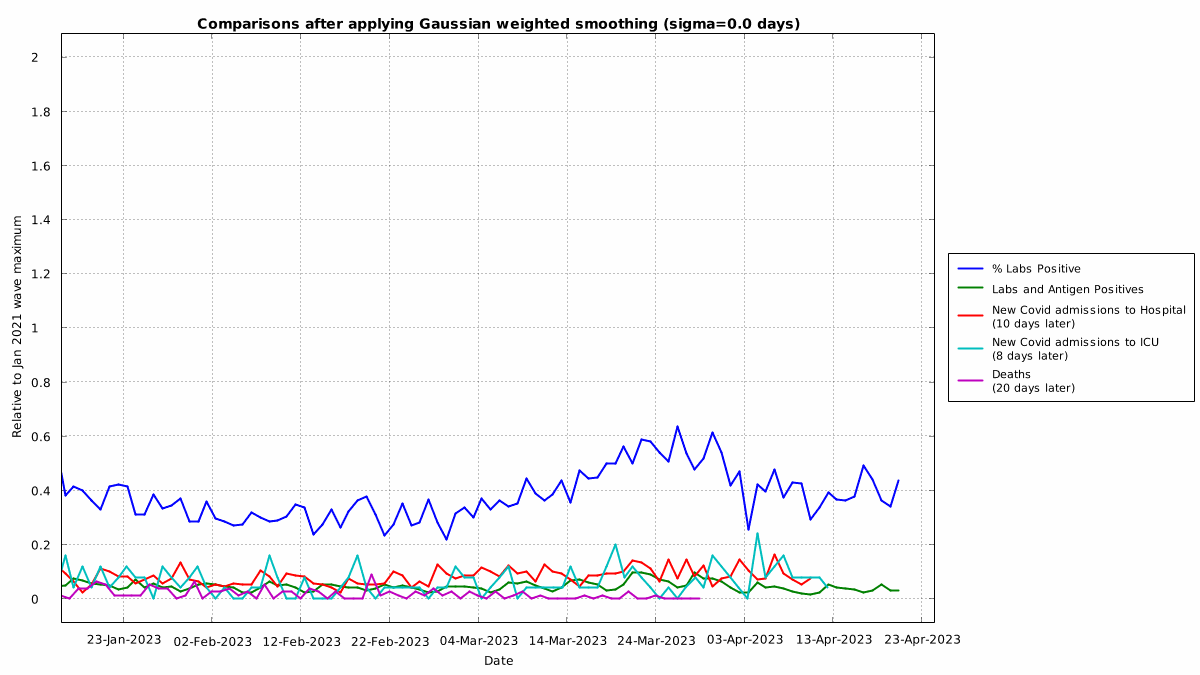 Comparisons after applying Gaussian weighted smoothing (sigma=0.0 days)
Relative to Jan 2021 wave maximum
2
1.8
1.6
1.4
1.2
1
0.8
0.6
0.4
0.2
0
23-Jan-2023 02-Feb-2023 12-Feb-2023 22-Feb-2023 04-Mar-2023 14-Mar-2023 24-Mar-2023 03-Apr-2023 13-Apr-2023 23-Apr-2023
Date
% Labs Positive
Labs and Antigen Positives
New Covid admissions to Hospital
(10 days later)
New Covid admissions to ICU
(8 days later)
Deaths
(20 days later)